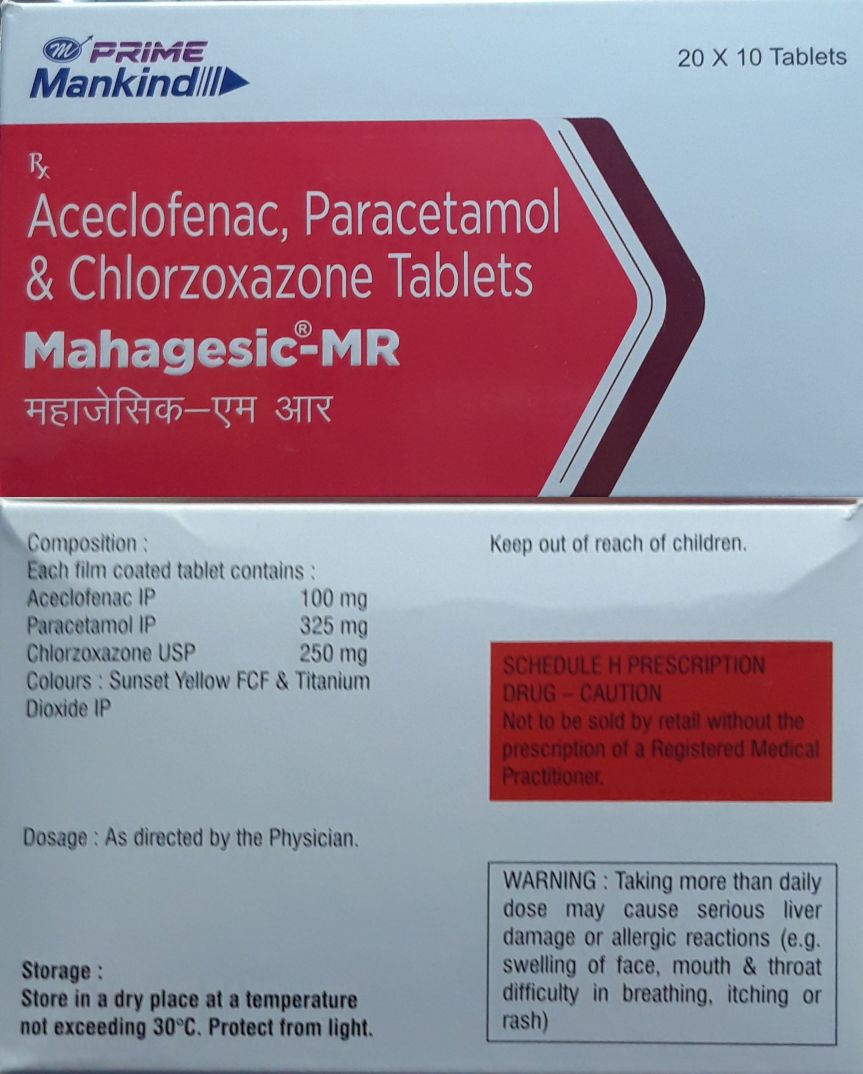 m PRIME
Mankind
20 X 10 Tablets
Rx
Aceclofenac, Paracetamol
& Chlorzoxazone Tablets
Mahagesic®-MR
महाजेसिक–एम आर
Composition :
Each film coated tablet contains :
Aceclofenac IP 100 mg
Paracetamol IP 325 mg
Chlorzoxazone USP 250 mg
Colours : Sunset Yellow FCF & Titanium
Dioxide IP
Dosage : As directed by the Physician.
Storage :
Store in a dry place at a temperature
not exceeding 30°C. Protect from light.
Keep out of reach of children.
SCHEDULE H PRESCRIPTION
DRUG – CAUTION
Not to be sold by retail without the
prescription of a Registered Medical
Practitioner.
WARNING : Taking more than daily
dose may cause serious liver
damage or allergic reactions (e.g.
swelling of face, mouth & throat
difficulty in breathing, itching or
rash)